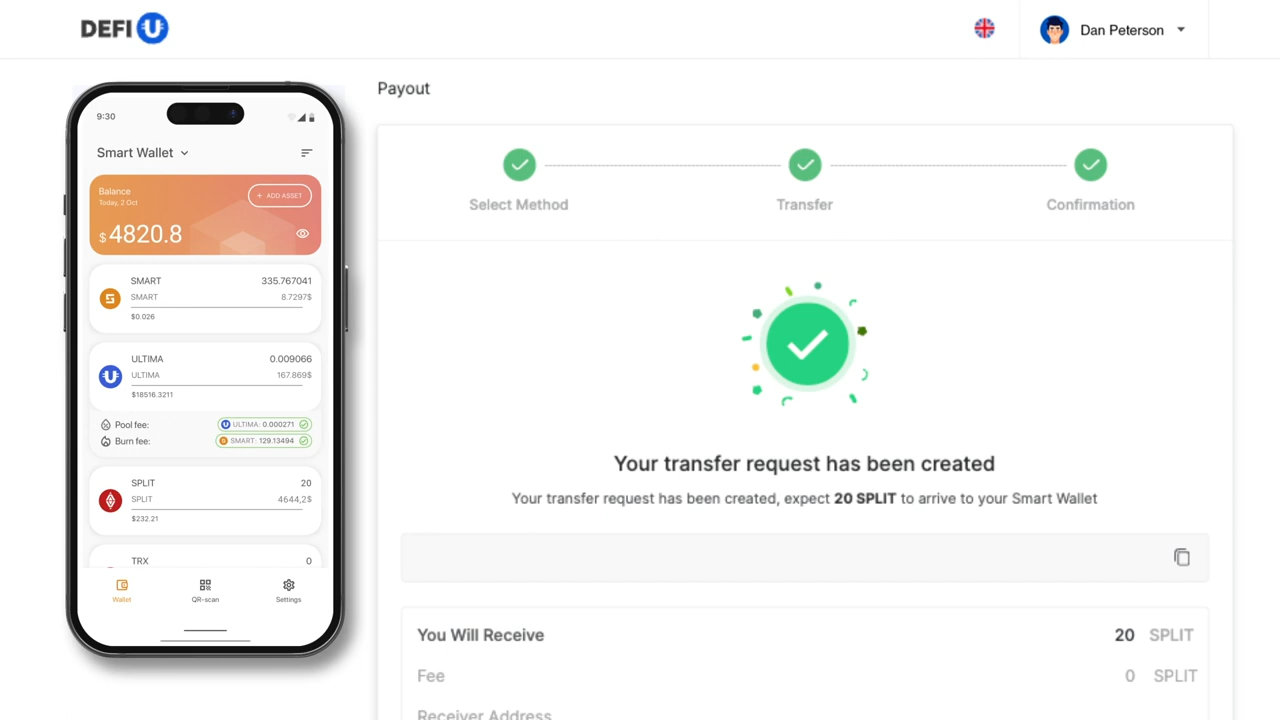 DEFI U
Dan Peterson
9:30
Smart Wallet
Balance
Today, 2 Oct
+ ADD ASSET
$ 4820.8
SMART 335.767041
SMART 8.7297$
$0.026
ULTIMA 0.009066
ULTIMA 167.869$
$18516.3211
Pool fee: ULTIMA: 0.000271
Burn fee: SMART: 129.13494
SPLIT 20
SPLIT 4644,2$
$232.21
TRX 0
Wallet QR-scan Settings
Payout
Select Method Transfer Confirmation
Your transfer request has been created
Your transfer request has been created, expect 20 SPLIT to arrive to your Smart Wallet
You Will Receive 20 SPLIT
Fee 0 SPLIT
Receiver Address